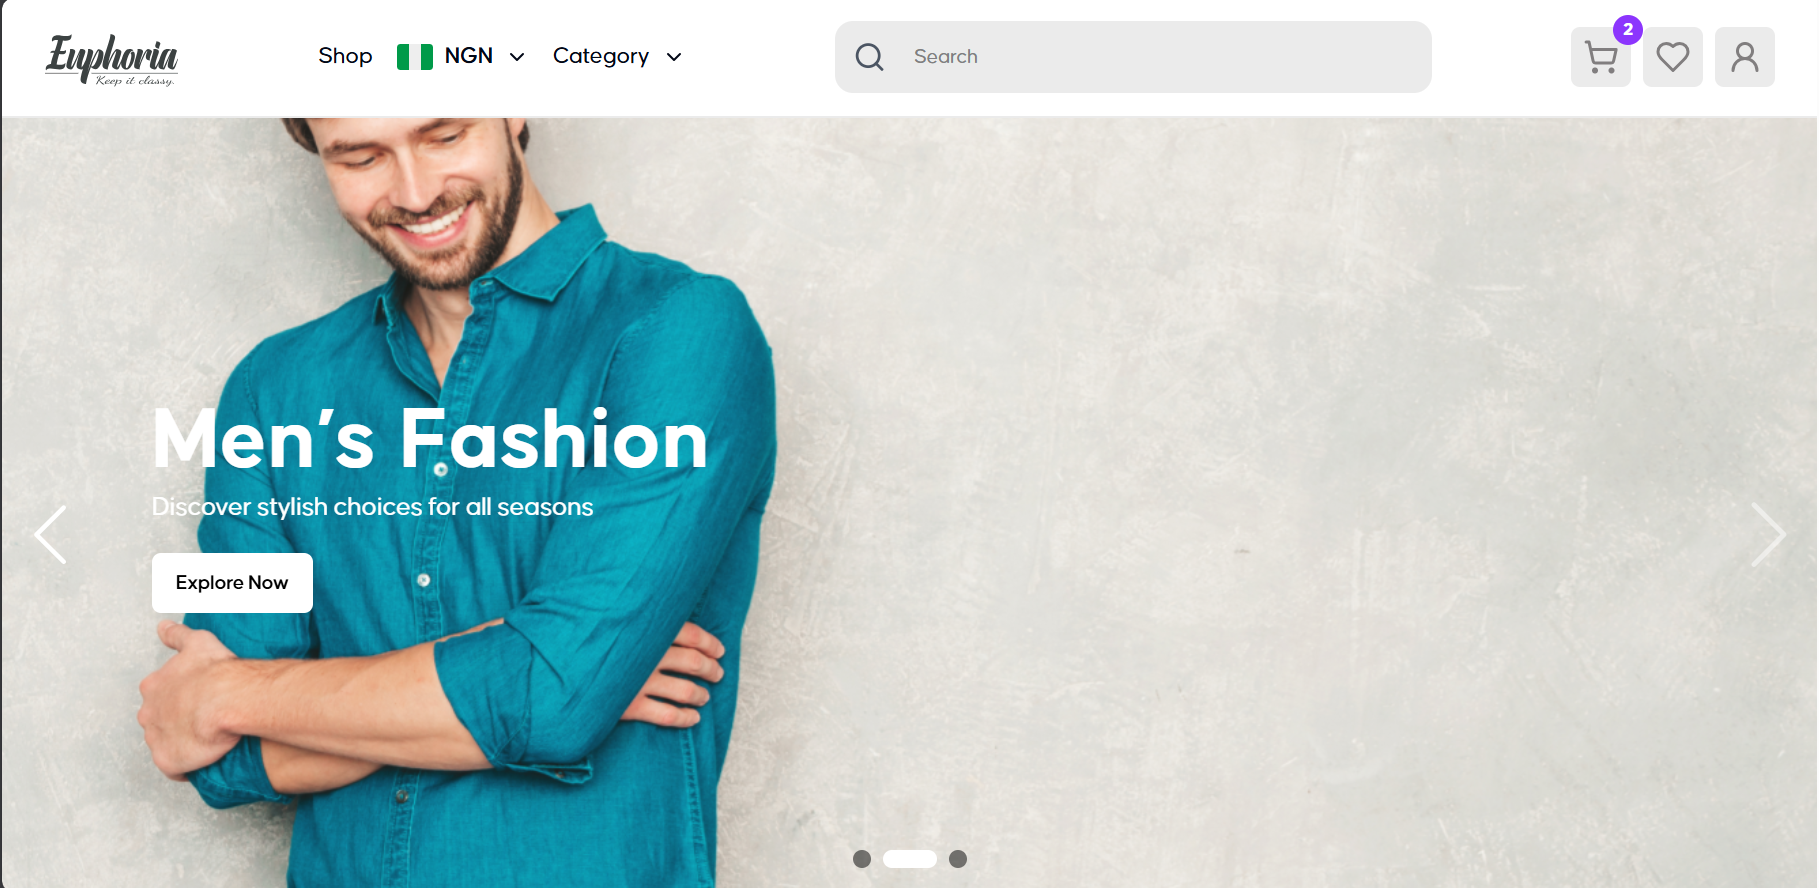 Euphoria
Keep it classy.
Shop
NGN
Category
Search
2
Men's Fashion
Discover stylish choices for all seasons
Explore Now